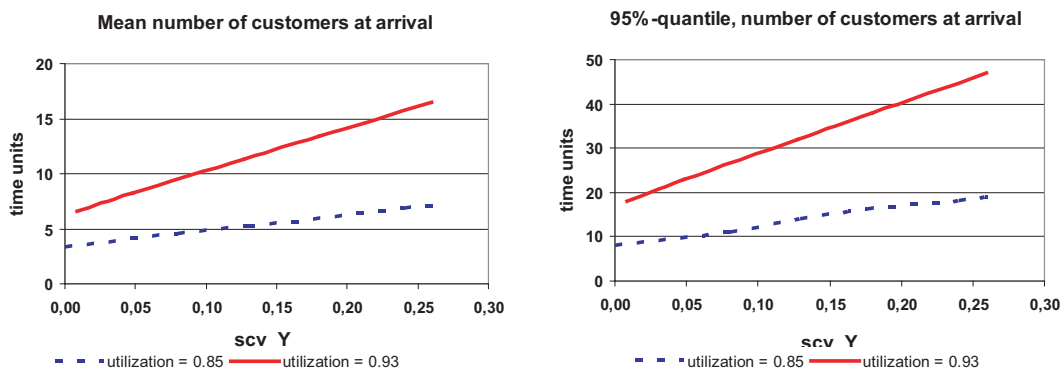 Mean number of customers at arrival
time units
20
15
10
5
0
0,00 0,05 0,10 0,15 0,20 0,25 0,30
scv Y
utilization = 0.85 utilization = 0.93
95%-quantile, number of customers at arrival
time units
50
40
30
20
10
0
0,00 0,05 0,10 0,15 0,20 0,25 0,30
scv Y
utilization = 0.85 utilization = 0.93